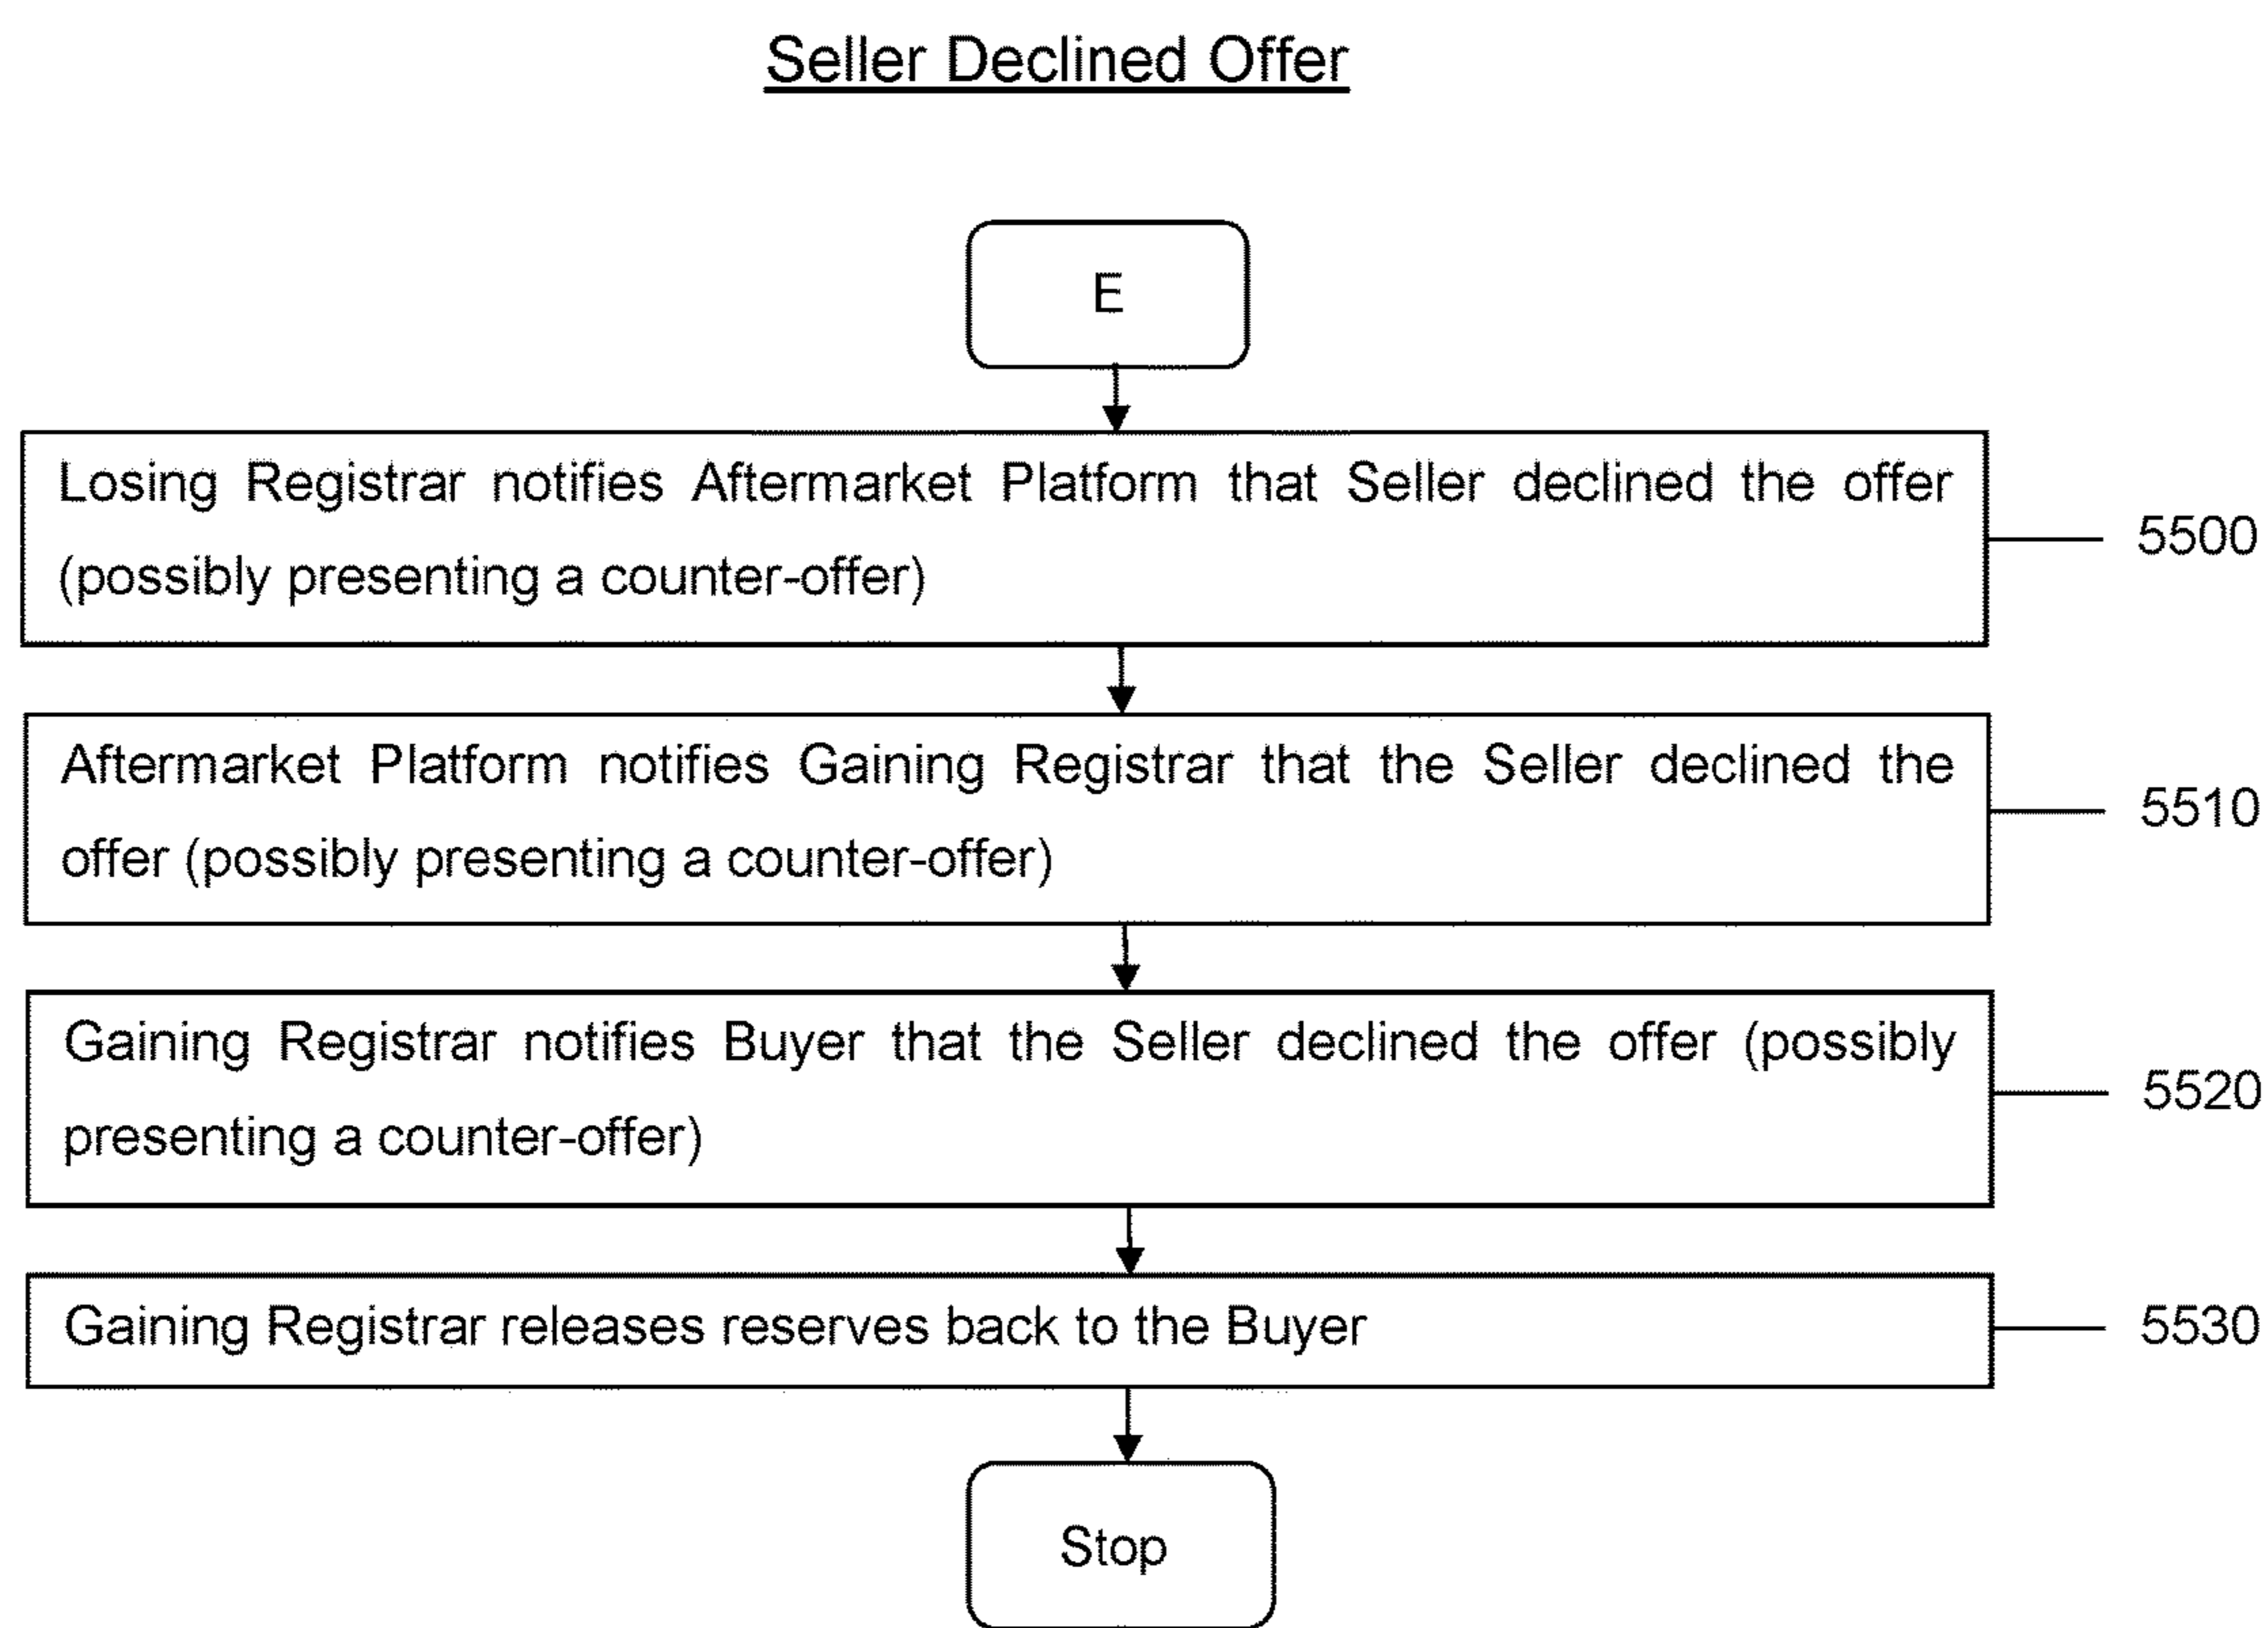 Seller Declined Offer
E
Losing Registrar notifies Aftermarket Platform that Seller declined the offer
(possibly presenting a counter-offer)
5500
Aftermarket Platform notifies Gaining Registrar that the Seller declined the
offer (possibly presenting a counter-offer)
5510
Gaining Registrar notifies Buyer that the Seller declined the offer (possibly
presenting a counter-offer)
5520
Gaining Registrar releases reserves back to the Buyer
5530
Stop